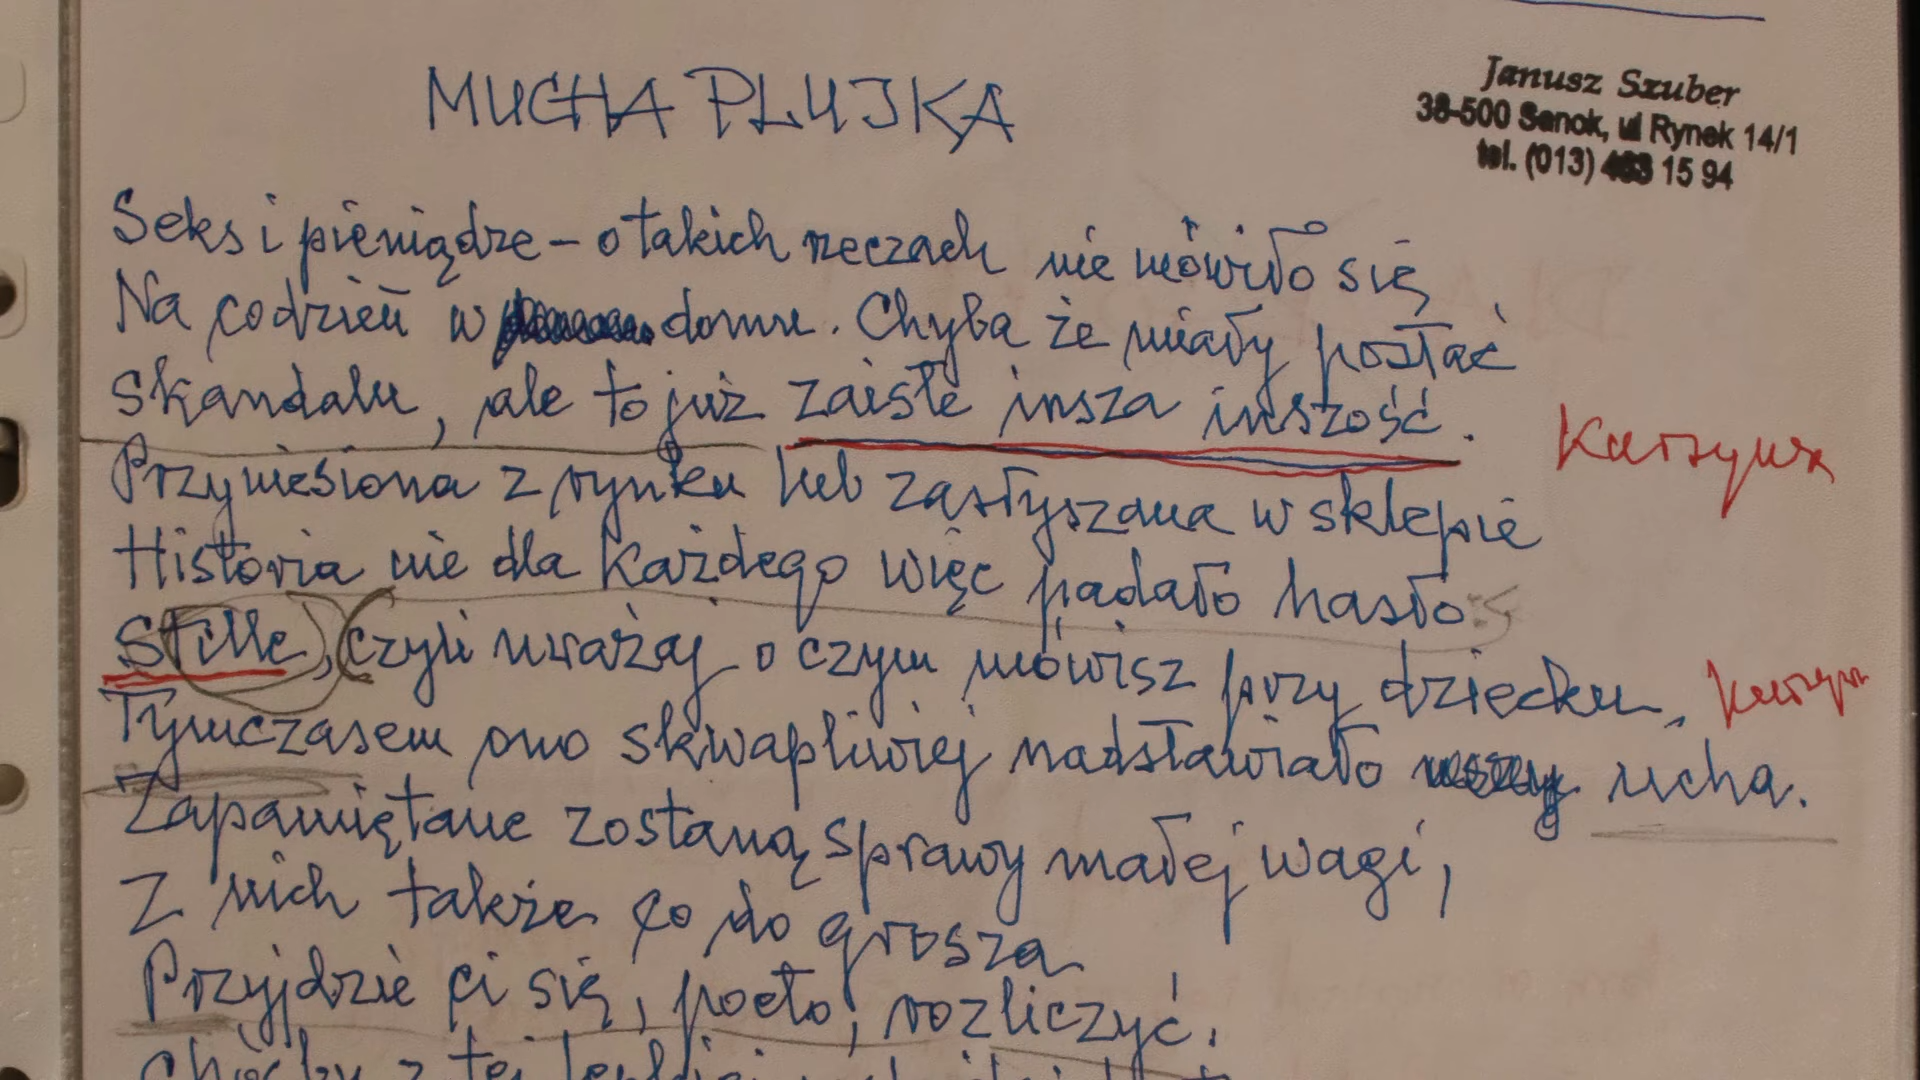 MUCHA PLUJKA
Janusz Szuber
38-500 Sanok, ul Rynek 14/1
tel. (013) 463 15 94
Seks i pieniądze – o takich rzeczach nie mówiło się
Na codzień w domu. Chyba że miały postać
Skandalu, ale to już zaiste insza inszość.
Kursywa
Przyniesiona z rynku lub zasłyszana w sklepie
Historia nie dla każdego więc padało hasło:
Stille, czyli uważaj o czym mówisz przy dziecku.
Kursywa
Tymczasem ono skwapliwiej nadstawiało ucha.
Zapamiętane zostaną sprawy małej wagi,
Z nich także co do grosza
Przyjdzie ci się, poeto, rozliczyć.
Choćby z tej